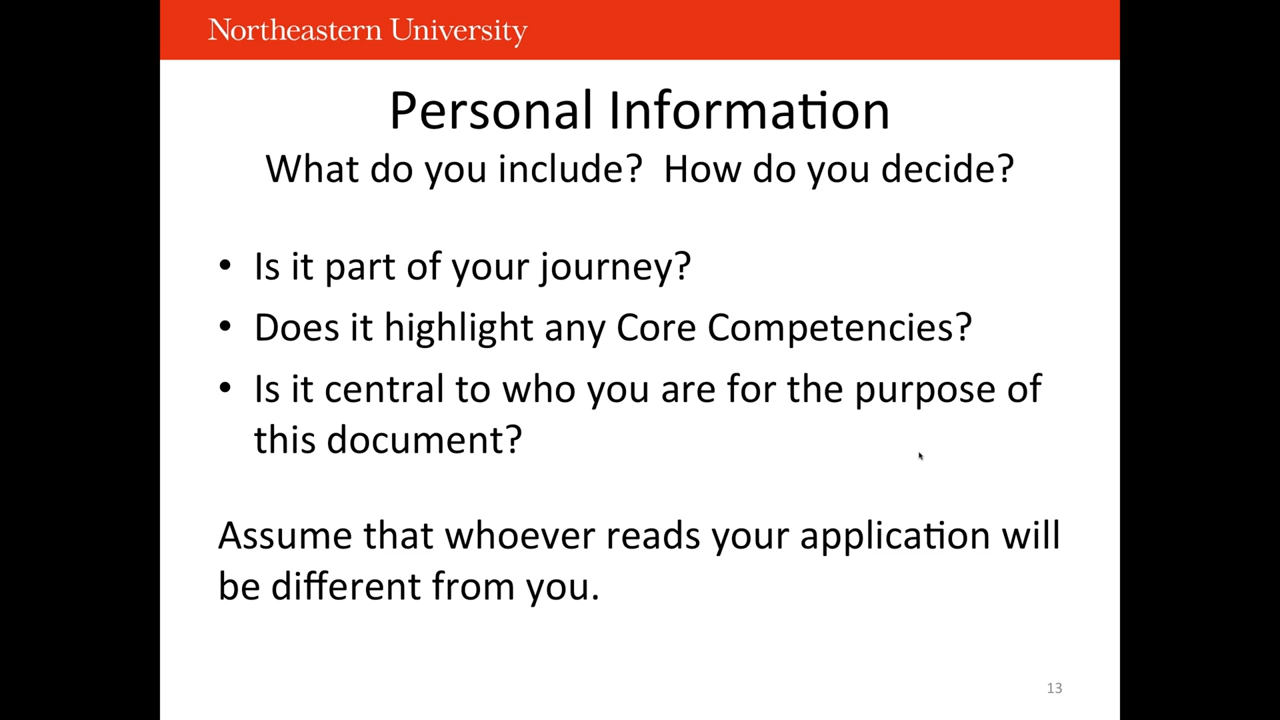 Northeastern University
Personal Information
What do you include?  How do you decide?
• Is it part of your journey?
• Does it highlight any Core Competencies?
• Is it central to who you are for the purpose of
this document?
Assume that whoever reads your application will
be different from you.
13